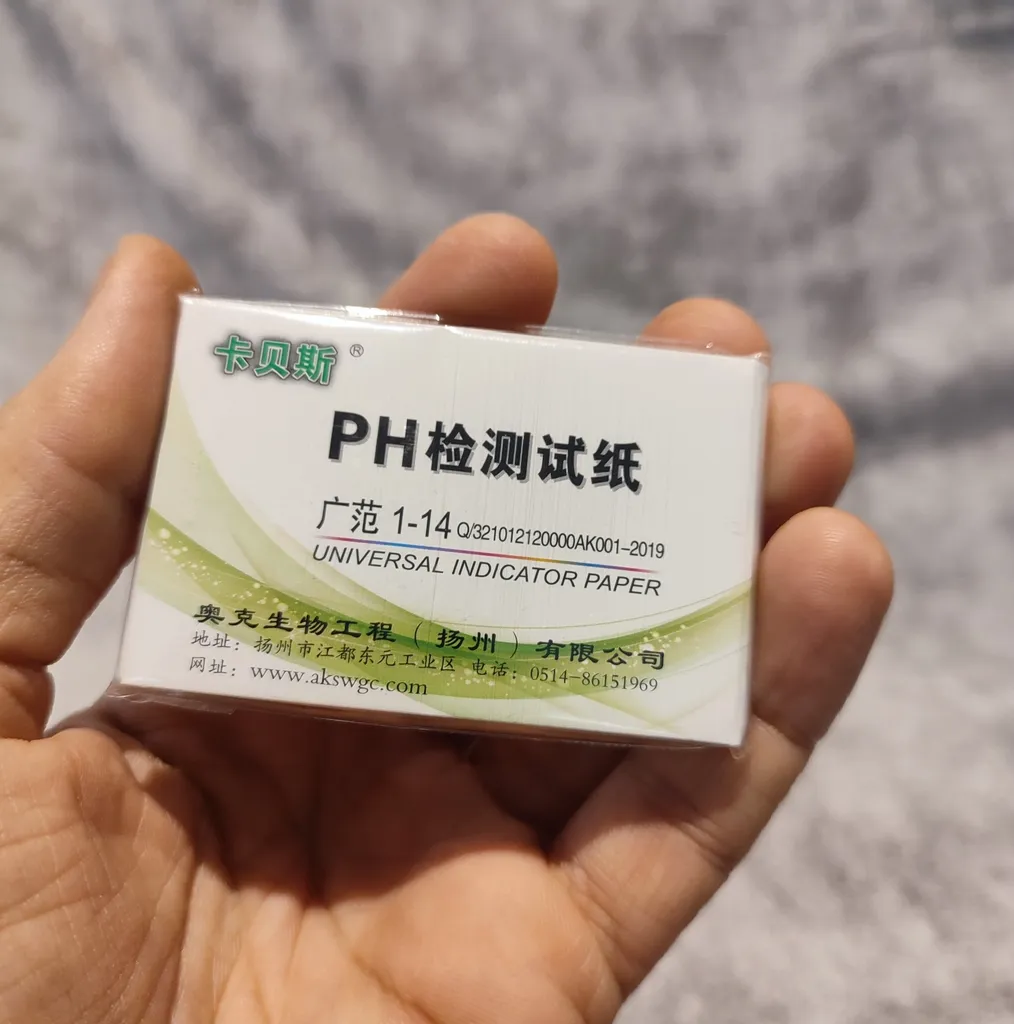 卡贝斯®
PH检测试纸
广范 1-14 Q/321012120000AK001-2019
UNIVERSAL INDICATOR PAPER
奥克生物工程（扬州）有限公司
地址：扬州市江都东元工业区 电话：0514-86151969
网址：www.akswgc.com